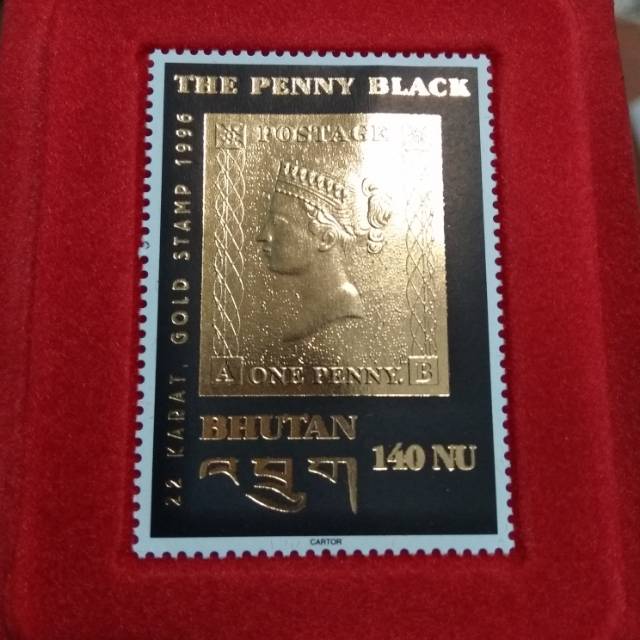 THE PENNY BLACK
22 KARAT, GOLD STAMP 1996
POSTAGE
A ONE PENNY. B
BHUTAN
འབྲུག
140 NU
CARTOR